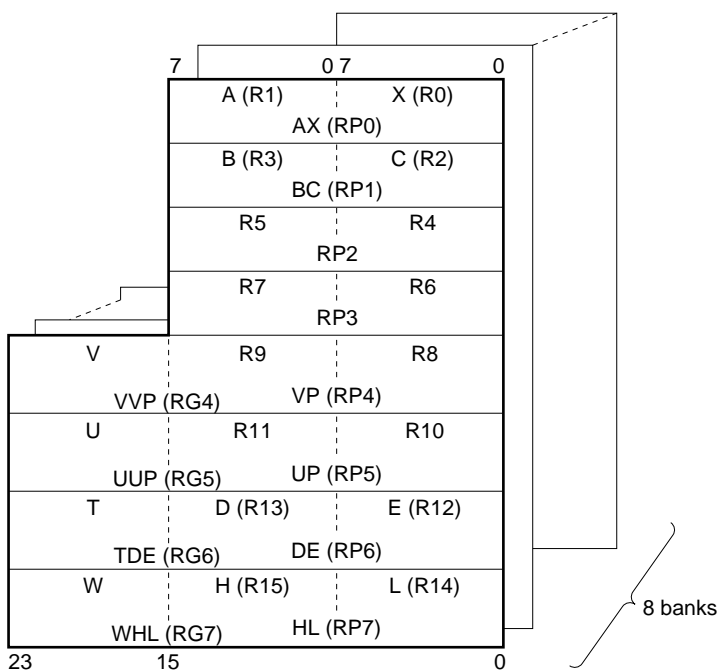 7 0 7 0
A (R1) X (R0)
AX (RP0)
B (R3) C (R2)
BC (RP1)
R5 R4
RP2
R7 R6
RP3
V R9 R8
VVP (RG4) VP (RP4)
U R11 R10
UUP (RG5) UP (RP5)
T D (R13) E (R12)
TDE (RG6) DE (RP6)
W H (R15) L (R14)
8 banks
WHL (RG7) HL (RP7)
23 15 0